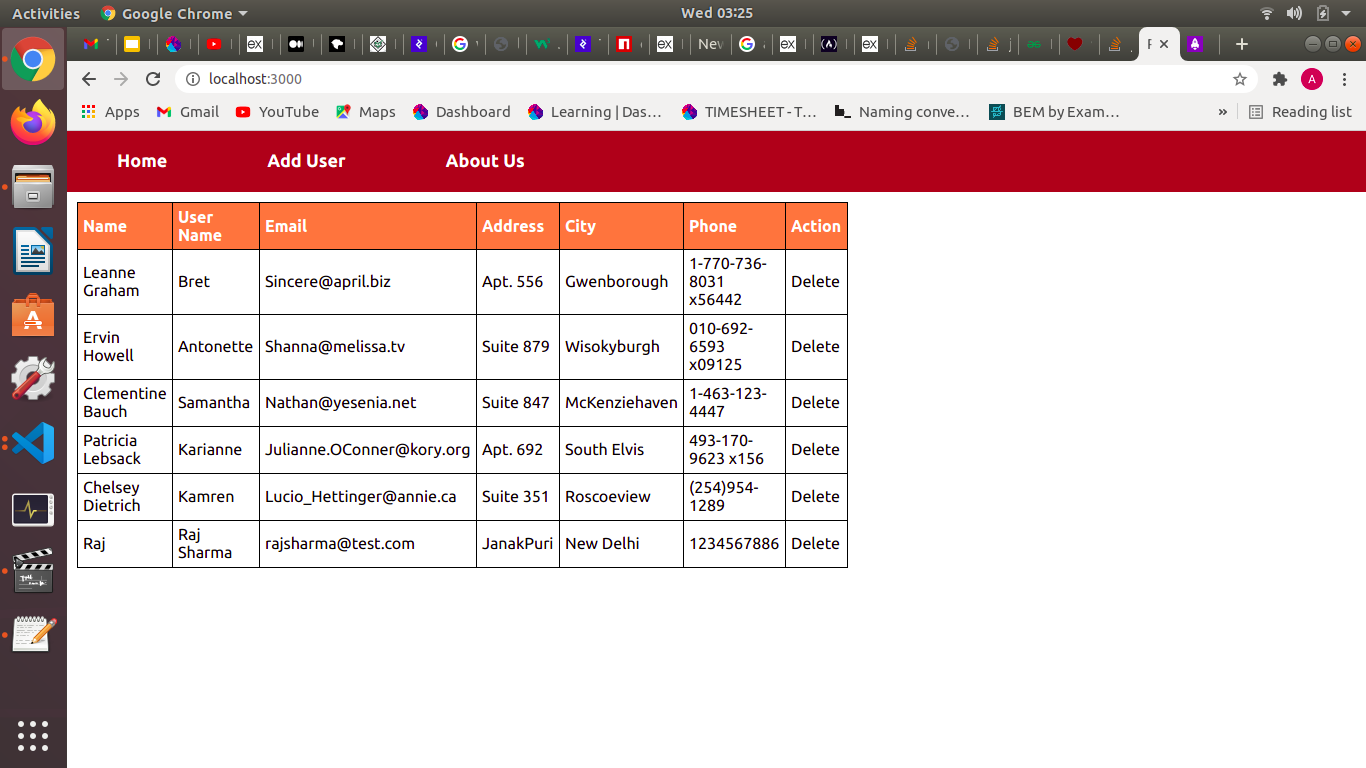 Activities Google Chrome Wed 03:25
ex ex New ex ex
localhost:3000 A
Apps Gmail YouTube Maps Dashboard Learning | Das… TIMESHEET - T… Naming conve… BEM by Exam… » Reading list
Home Add User About Us
Name User Name Email Address City Phone Action
Leanne Graham Bret Sincere@april.biz Apt. 556 Gwenborough 1-770-736-8031 x56442 Delete
Ervin Howell Antonette Shanna@melissa.tv Suite 879 Wisokyburgh 010-692-6593 x09125 Delete
Clementine Bauch Samantha Nathan@yesenia.net Suite 847 McKenziehaven 1-463-123-4447 Delete
Patricia Lebsack Karianne Julianne.OConner@kory.org Apt. 692 South Elvis 493-170-9623 x156 Delete
Chelsey Dietrich Kamren Lucio_Hettinger@annie.ca Suite 351 Roscoeview (254)954-1289 Delete
Raj Raj Sharma rajsharma@test.com JanakPuri New Delhi 1234567886 Delete